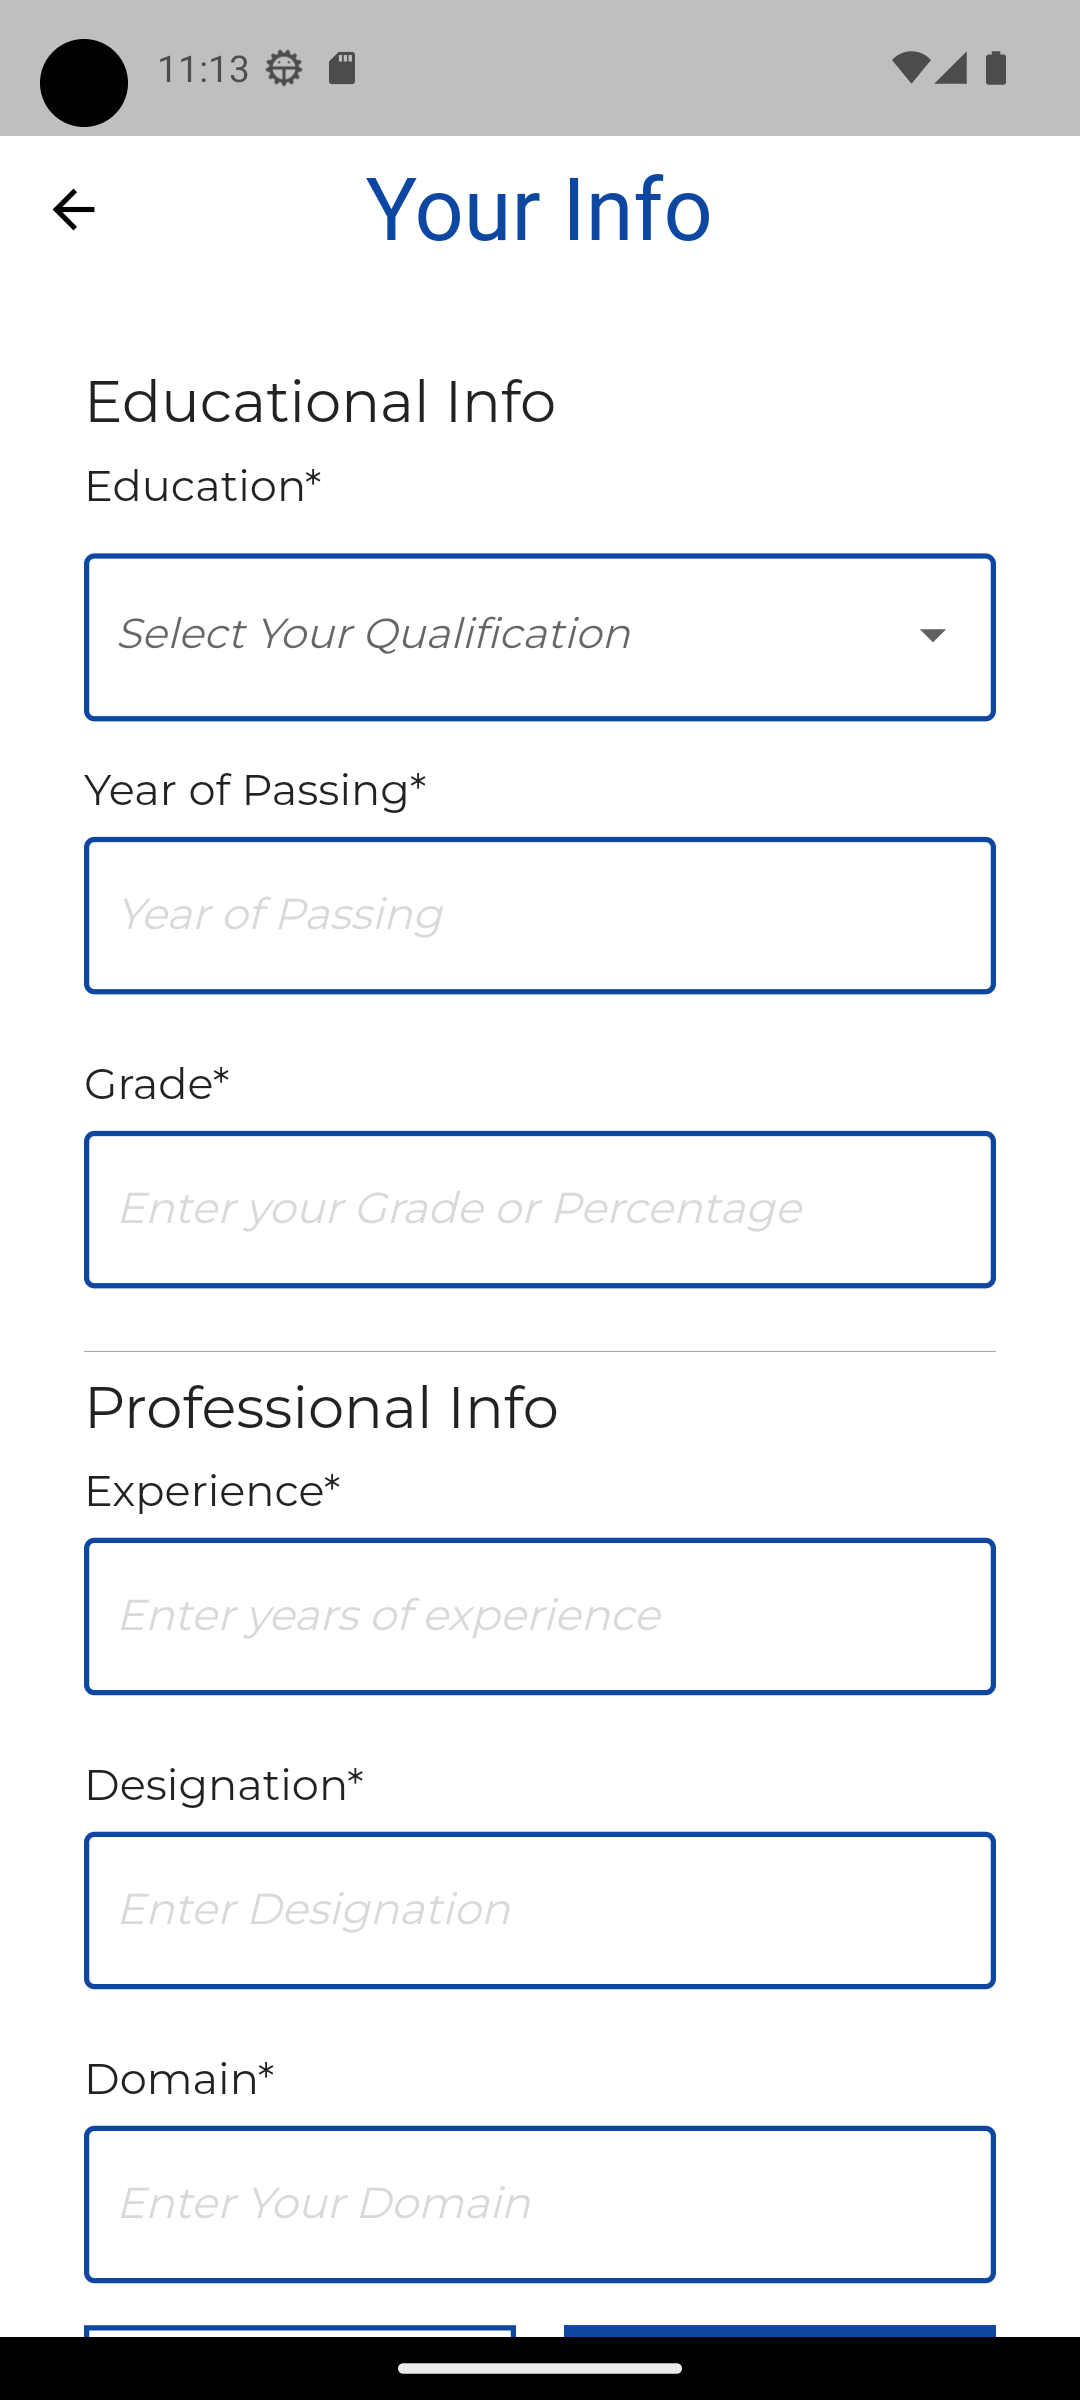 11:13
Your Info
Educational Info
Education*
Select Your Qualification
Year of Passing*
Year of Passing
Grade*
Enter your Grade or Percentage
Professional Info
Experience*
Enter years of experience
Designation*
Enter Designation
Domain*
Enter Your Domain